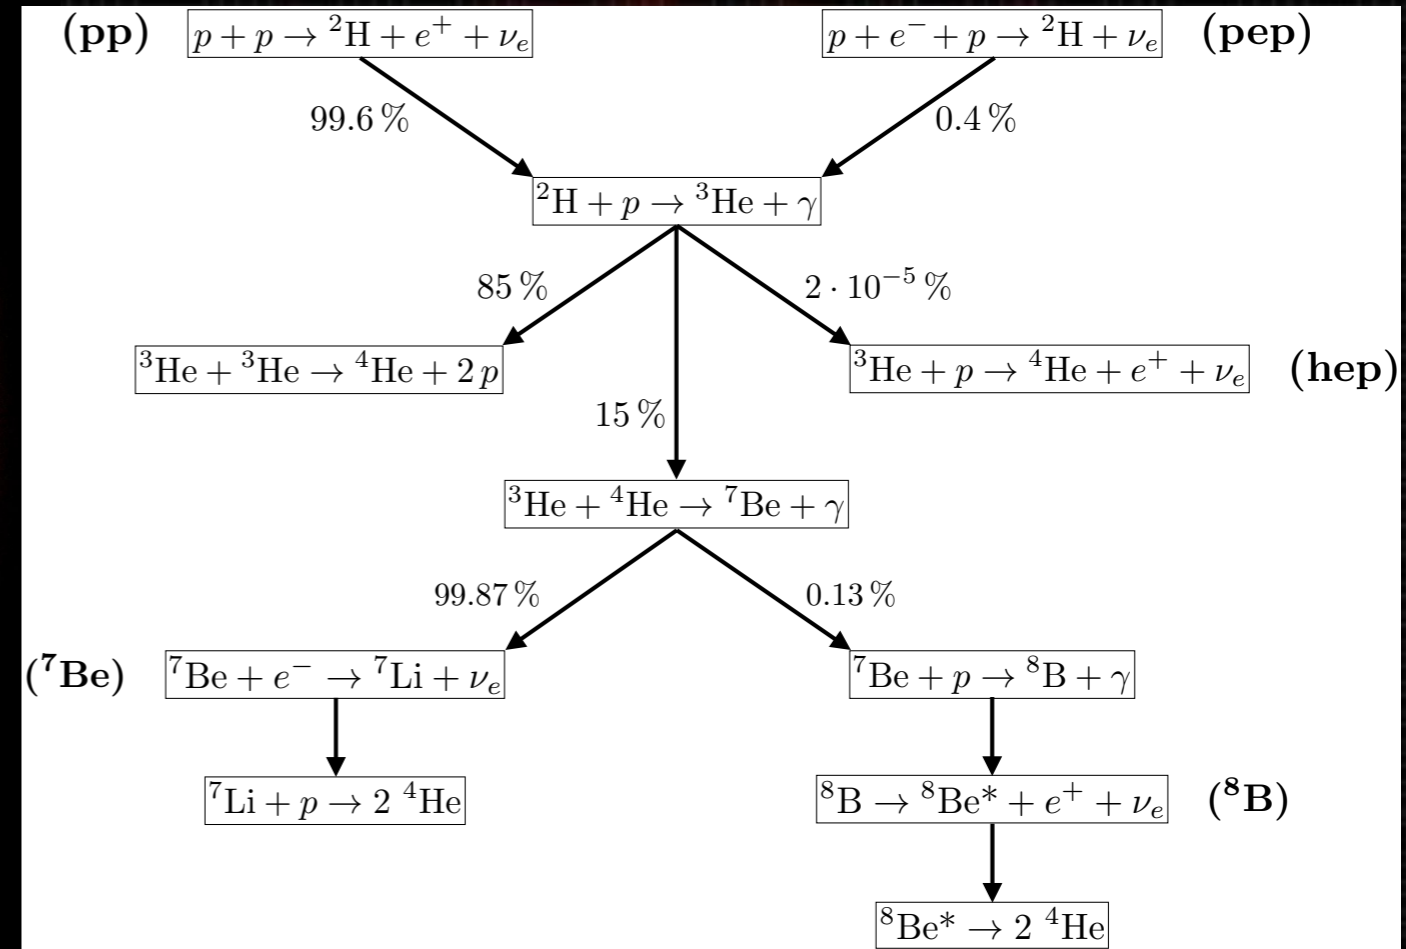 (pp) p + p → ²H + e⁺ + νₑ p + e⁻ + p → ²H + νₑ (pep)
99.6 % 0.4 %
²H + p → ³He + γ
85 % 2 · 10⁻⁵ %
³He + ³He → ⁴He + 2 p ³He + p → ⁴He + e⁺ + νₑ (hep)
15 %
³He + ⁴He → ⁷Be + γ
99.87 % 0.13 %
(⁷Be) ⁷Be + e⁻ → ⁷Li + νₑ ⁷Be + p → ⁸B + γ
⁷Li + p → 2 ⁴He ⁸B → ⁸Be* + e⁺ + νₑ (⁸B)
⁸Be* → 2 ⁴He